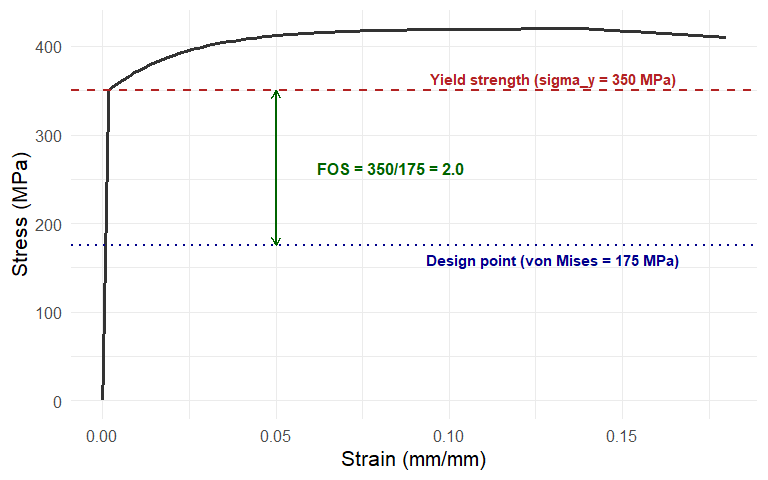 Yield strength (sigma_y = 350 MPa)
FOS = 350/175 = 2.0
Design point (von Mises = 175 MPa)
Stress (MPa)
400
300
200
100
0
0.00 0.05 0.10 0.15
Strain (mm/mm)